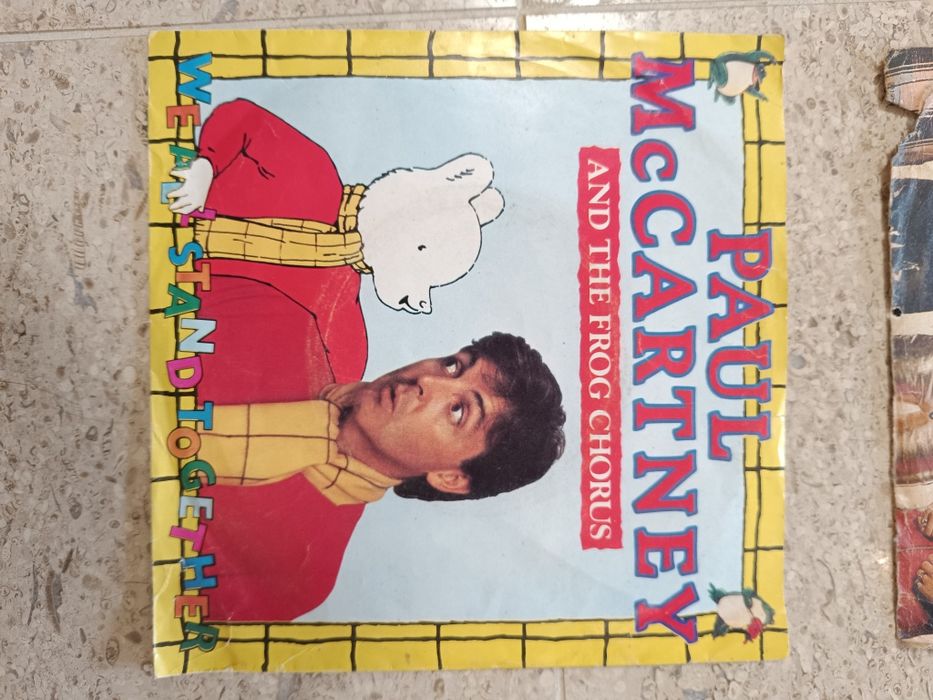 PAUL
McCARTNEY
AND THE FROG CHORUS
WE ALL STAND TOGETHER